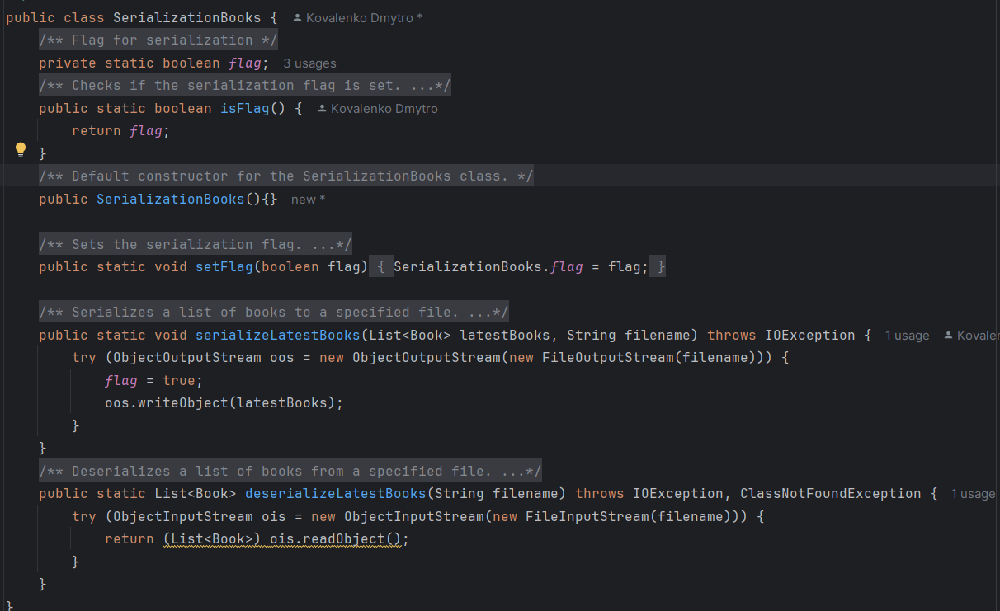 public class SerializationBooks { Kovalenko Dmytro *
/** Flag for serialization */
private static boolean flag; 3 usages
/** Checks if the serialization flag is set. ...*/
public static boolean isFlag() { Kovalenko Dmytro
return flag;
}
/** Default constructor for the SerializationBooks class. */
public SerializationBooks(){} new *
/** Sets the serialization flag. ...*/
public static void setFlag(boolean flag) { SerializationBooks.flag = flag; }
/** Serializes a list of books to a specified file. ...*/
public static void serializeLatestBooks(List<Book> latestBooks, String filename) throws IOException { 1 usage
try (ObjectOutputStream oos = new ObjectOutputStream(new FileOutputStream(filename))) {
flag = true;
oos.writeObject(latestBooks);
}
}
/** Deserializes a list of books from a specified file. ...*/
public static List<Book> deserializeLatestBooks(String filename) throws IOException, ClassNotFoundException { 1 usage
try (ObjectInputStream ois = new ObjectInputStream(new FileInputStream(filename))) {
return (List<Book>) ois.readObject();
}
}
}